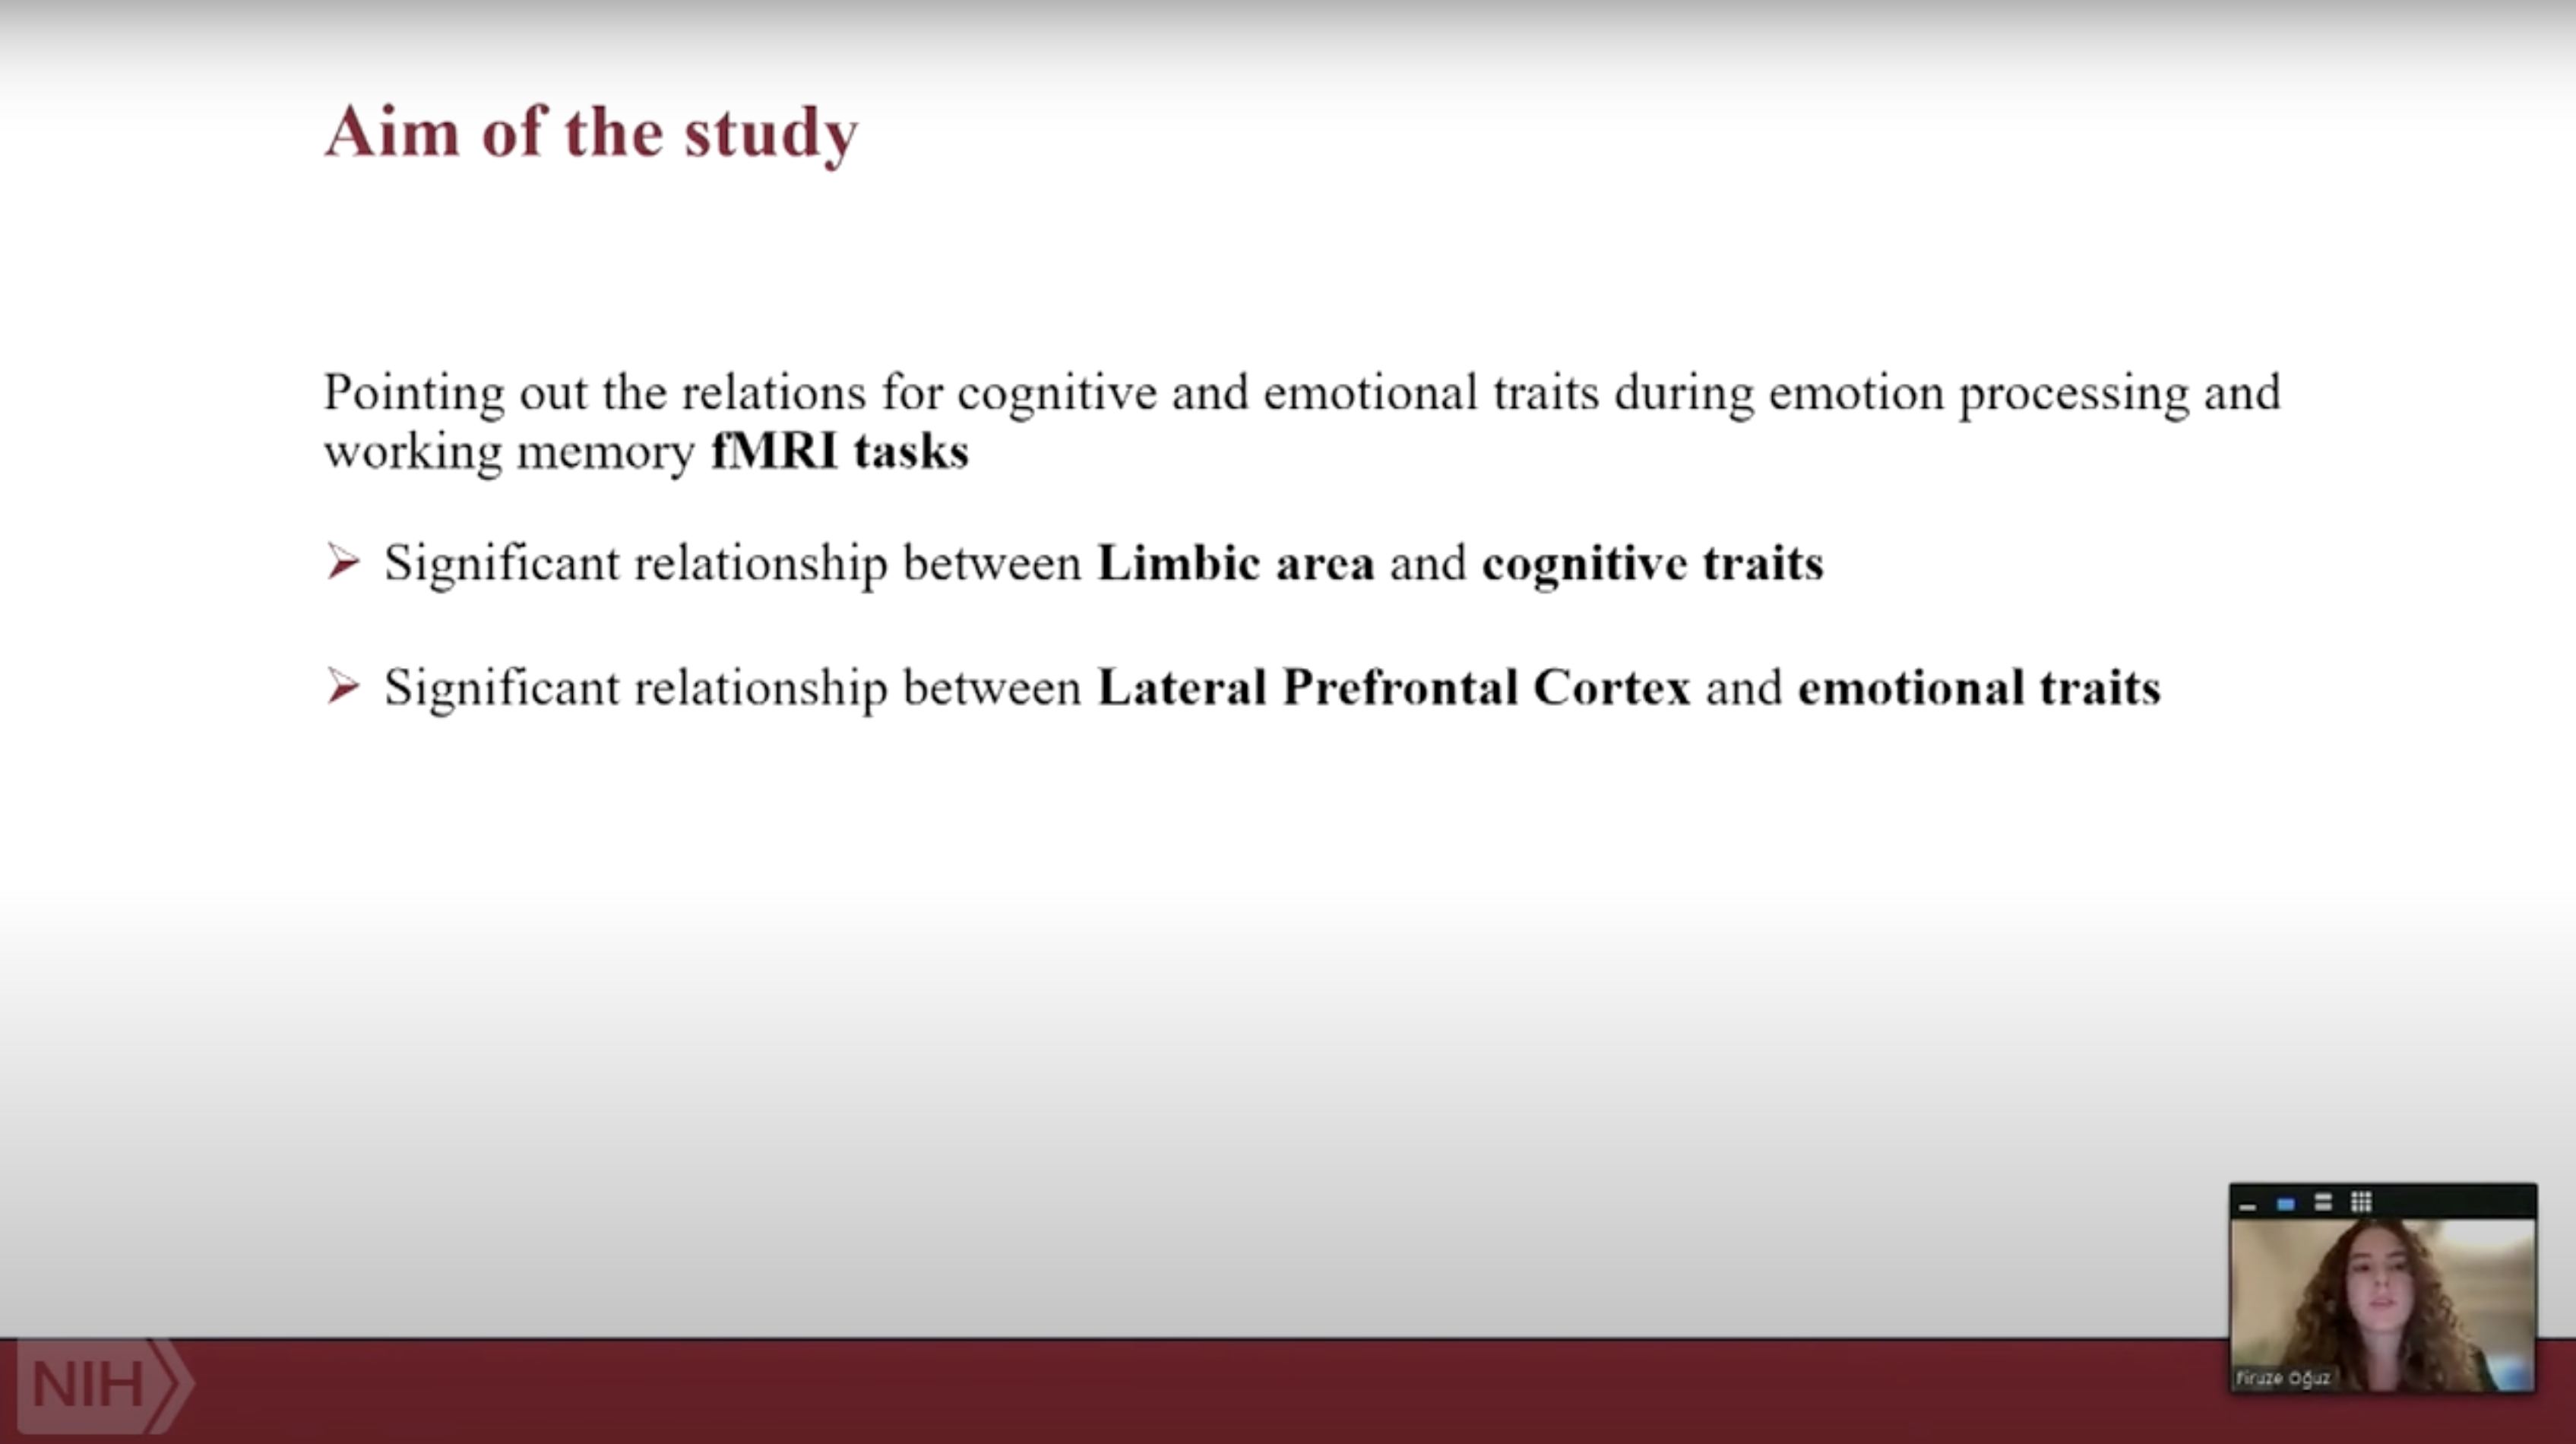 Aim of the study
Pointing out the relations for cognitive and emotional traits during emotion processing and
working memory fMRI tasks
Significant relationship between Limbic area and cognitive traits
Significant relationship between Lateral Prefrontal Cortex and emotional traits
NIH
Firuze Oğuz